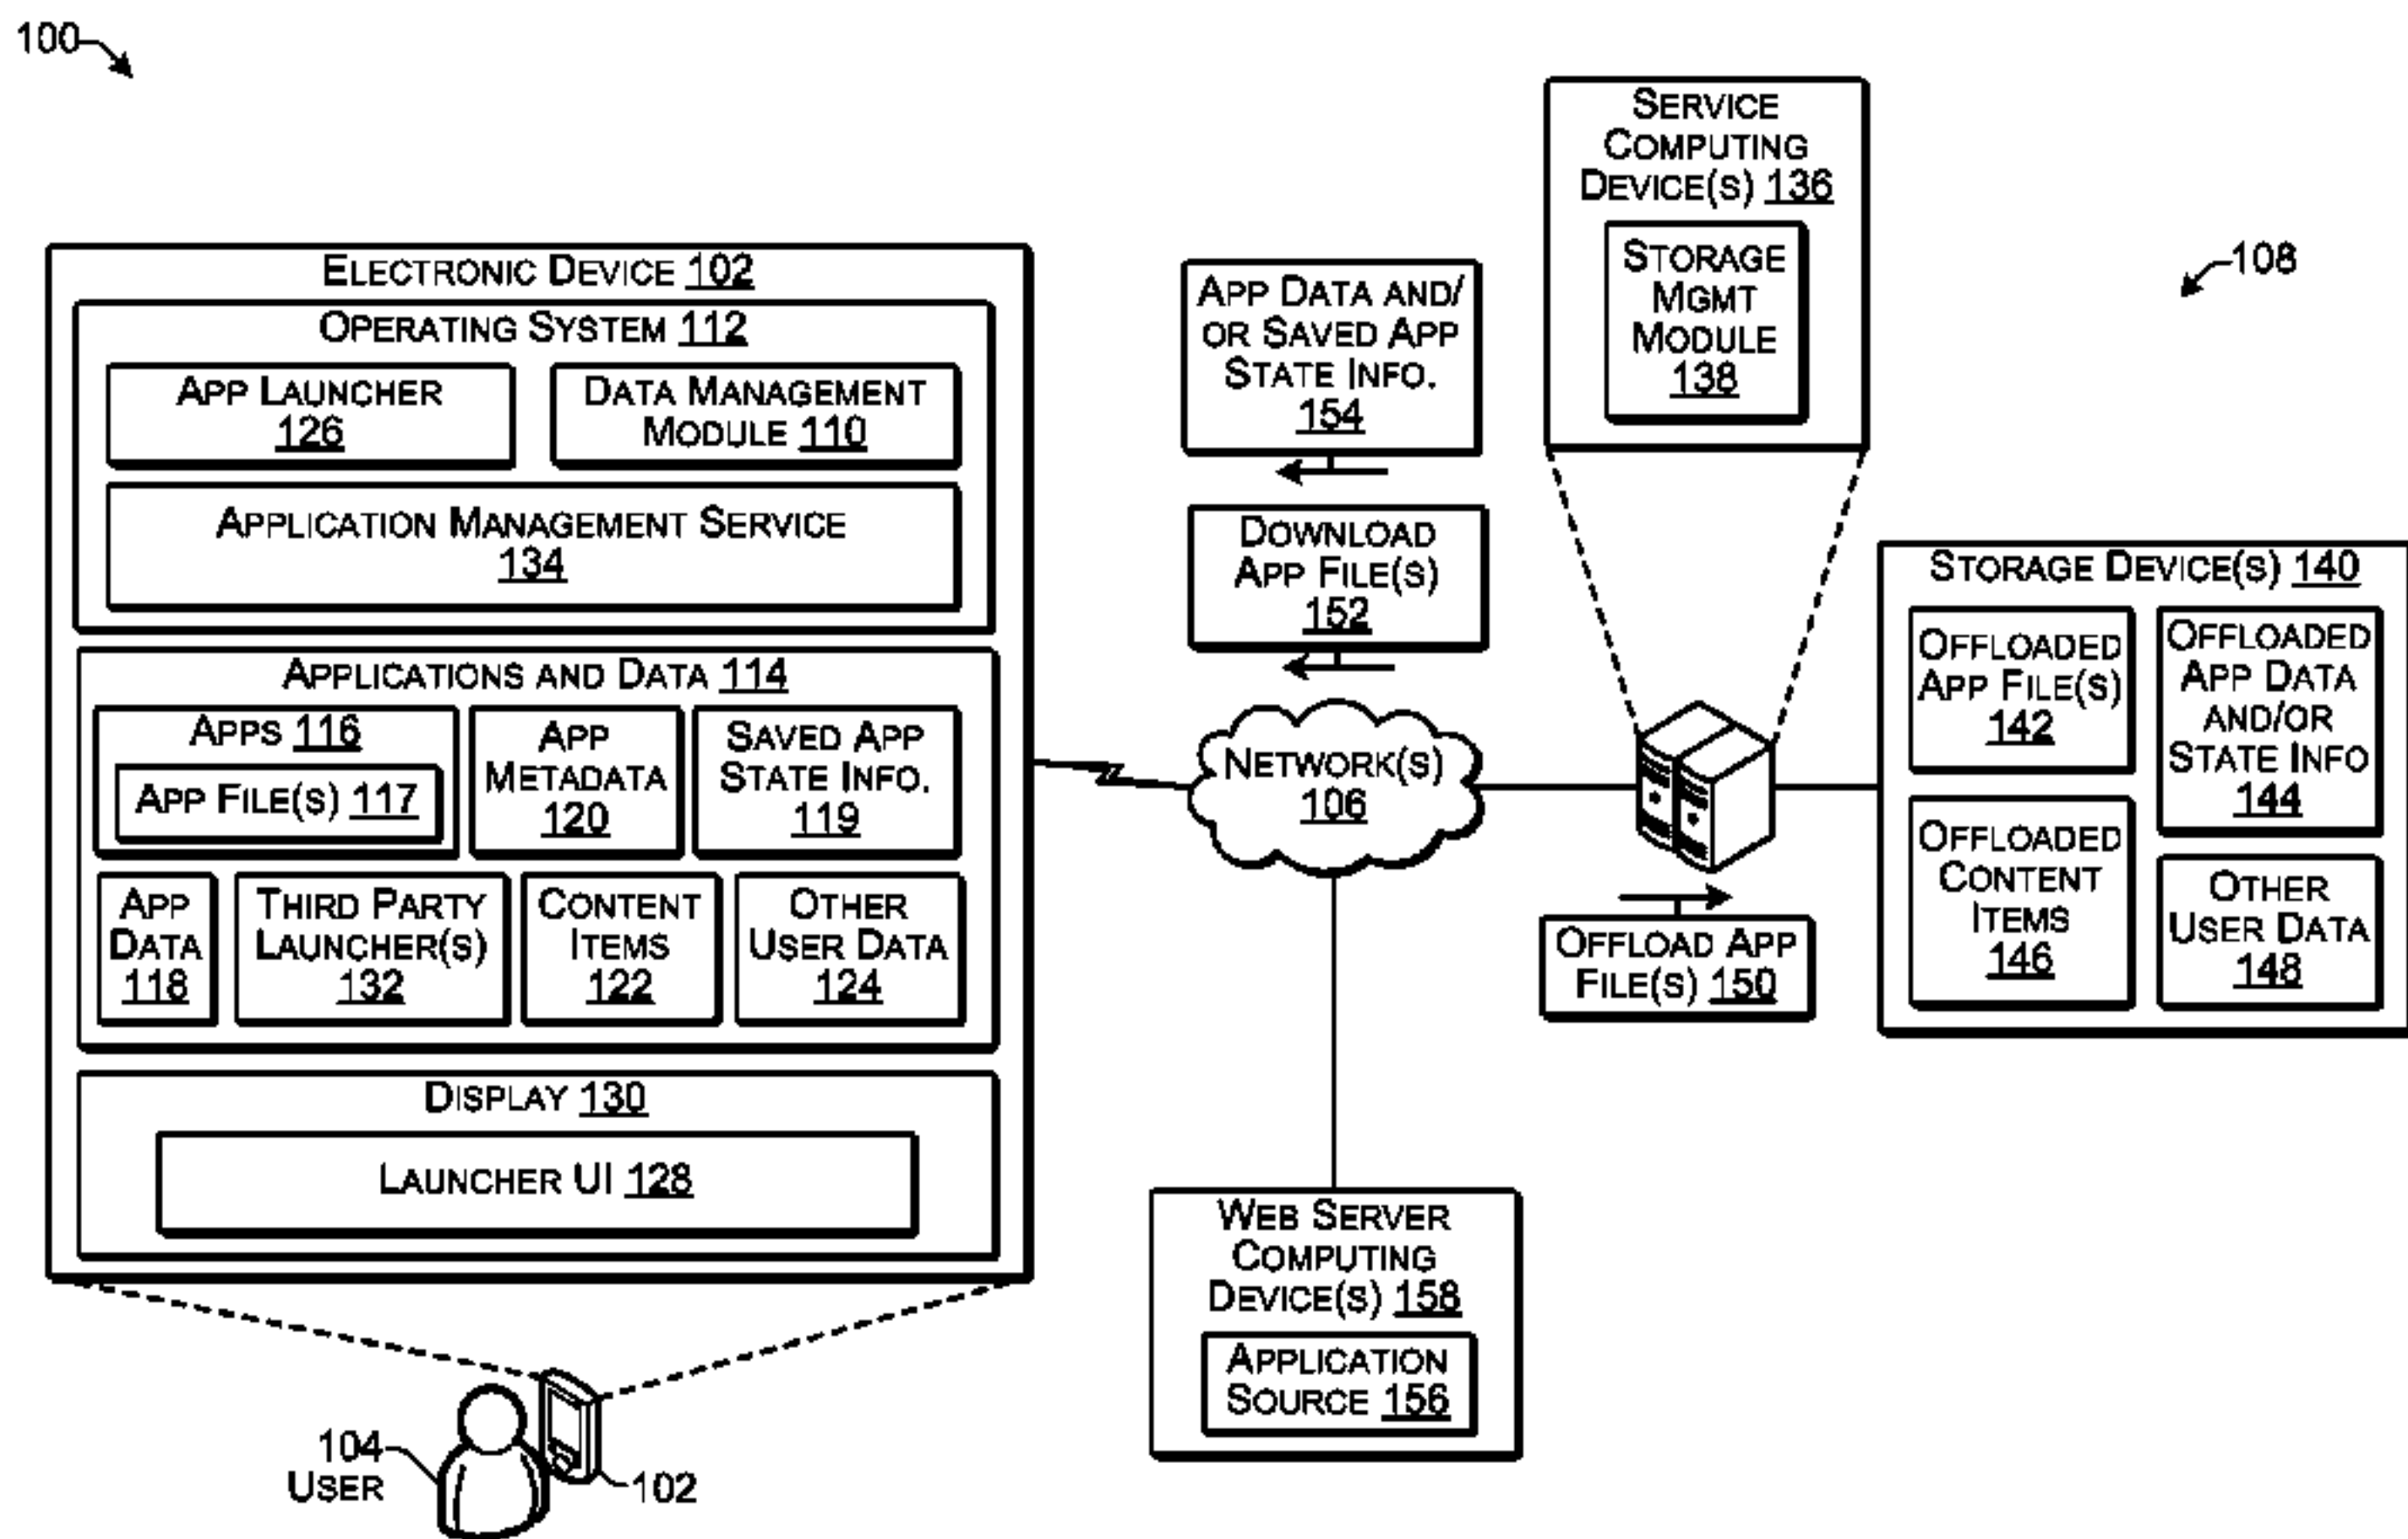 100
ELECTRONIC DEVICE 102
OPERATING SYSTEM 112
APP LAUNCHER
126
DATA MANAGEMENT
MODULE 110
APPLICATION MANAGEMENT SERVICE
134
APPLICATIONS AND DATA 114
APPS 116
APP FILE(S) 117
APP
METADATA
120
SAVED APP
STATE INFO.
119
APP
DATA
118
THIRD PARTY
LAUNCHER(S)
132
CONTENT
ITEMS
122
OTHER
USER DATA
124
DISPLAY 130
LAUNCHER UI 128
104
USER
102
APP DATA AND/
OR SAVED APP
STATE INFO.
154
DOWNLOAD
APP FILE(S)
152
NETWORK(S)
106
WEB SERVER
COMPUTING
DEVICE(S) 158
APPLICATION
SOURCE 156
SERVICE
COMPUTING
DEVICE(S) 136
STORAGE
MGMT
MODULE
138
OFFLOAD APP
FILE(S) 150
108
STORAGE DEVICE(S) 140
OFFLOADED
APP FILE(S)
142
OFFLOADED
APP DATA
AND/OR
STATE INFO
144
OFFLOADED
CONTENT
ITEMS
146
OTHER
USER DATA
148